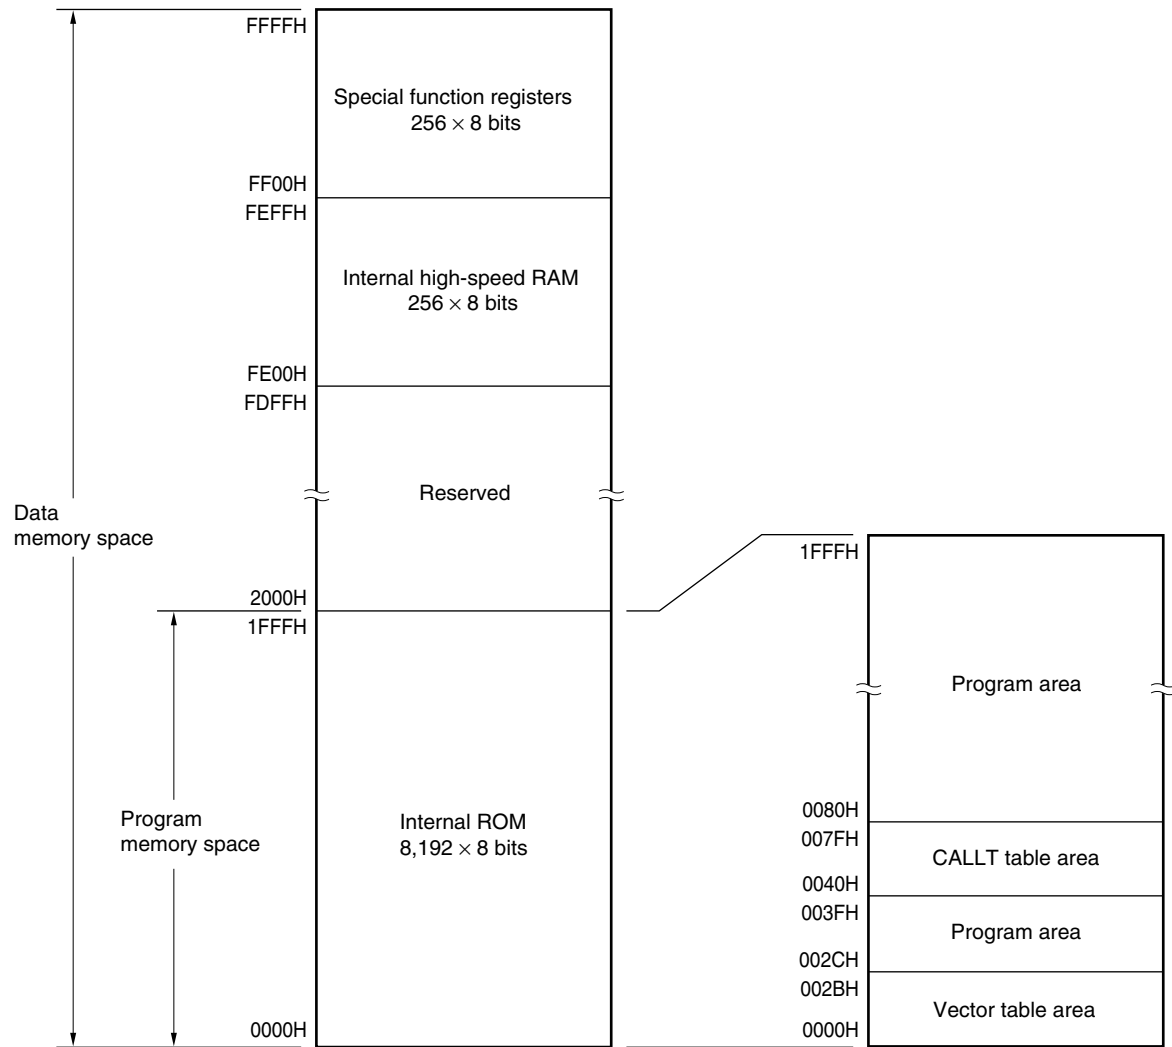 FFFFH
Special function registers
256 × 8 bits
FF00H
FEFFH
Internal high-speed RAM
256 × 8 bits
FE00H
FDFFH
Reserved
Data
memory space
2000H
1FFFH
Program
memory space
Internal ROM
8,192 × 8 bits
0000H
1FFFH
Program area
0080H
007FH
CALLT table area
0040H
003FH
Program area
002CH
002BH
Vector table area
0000H